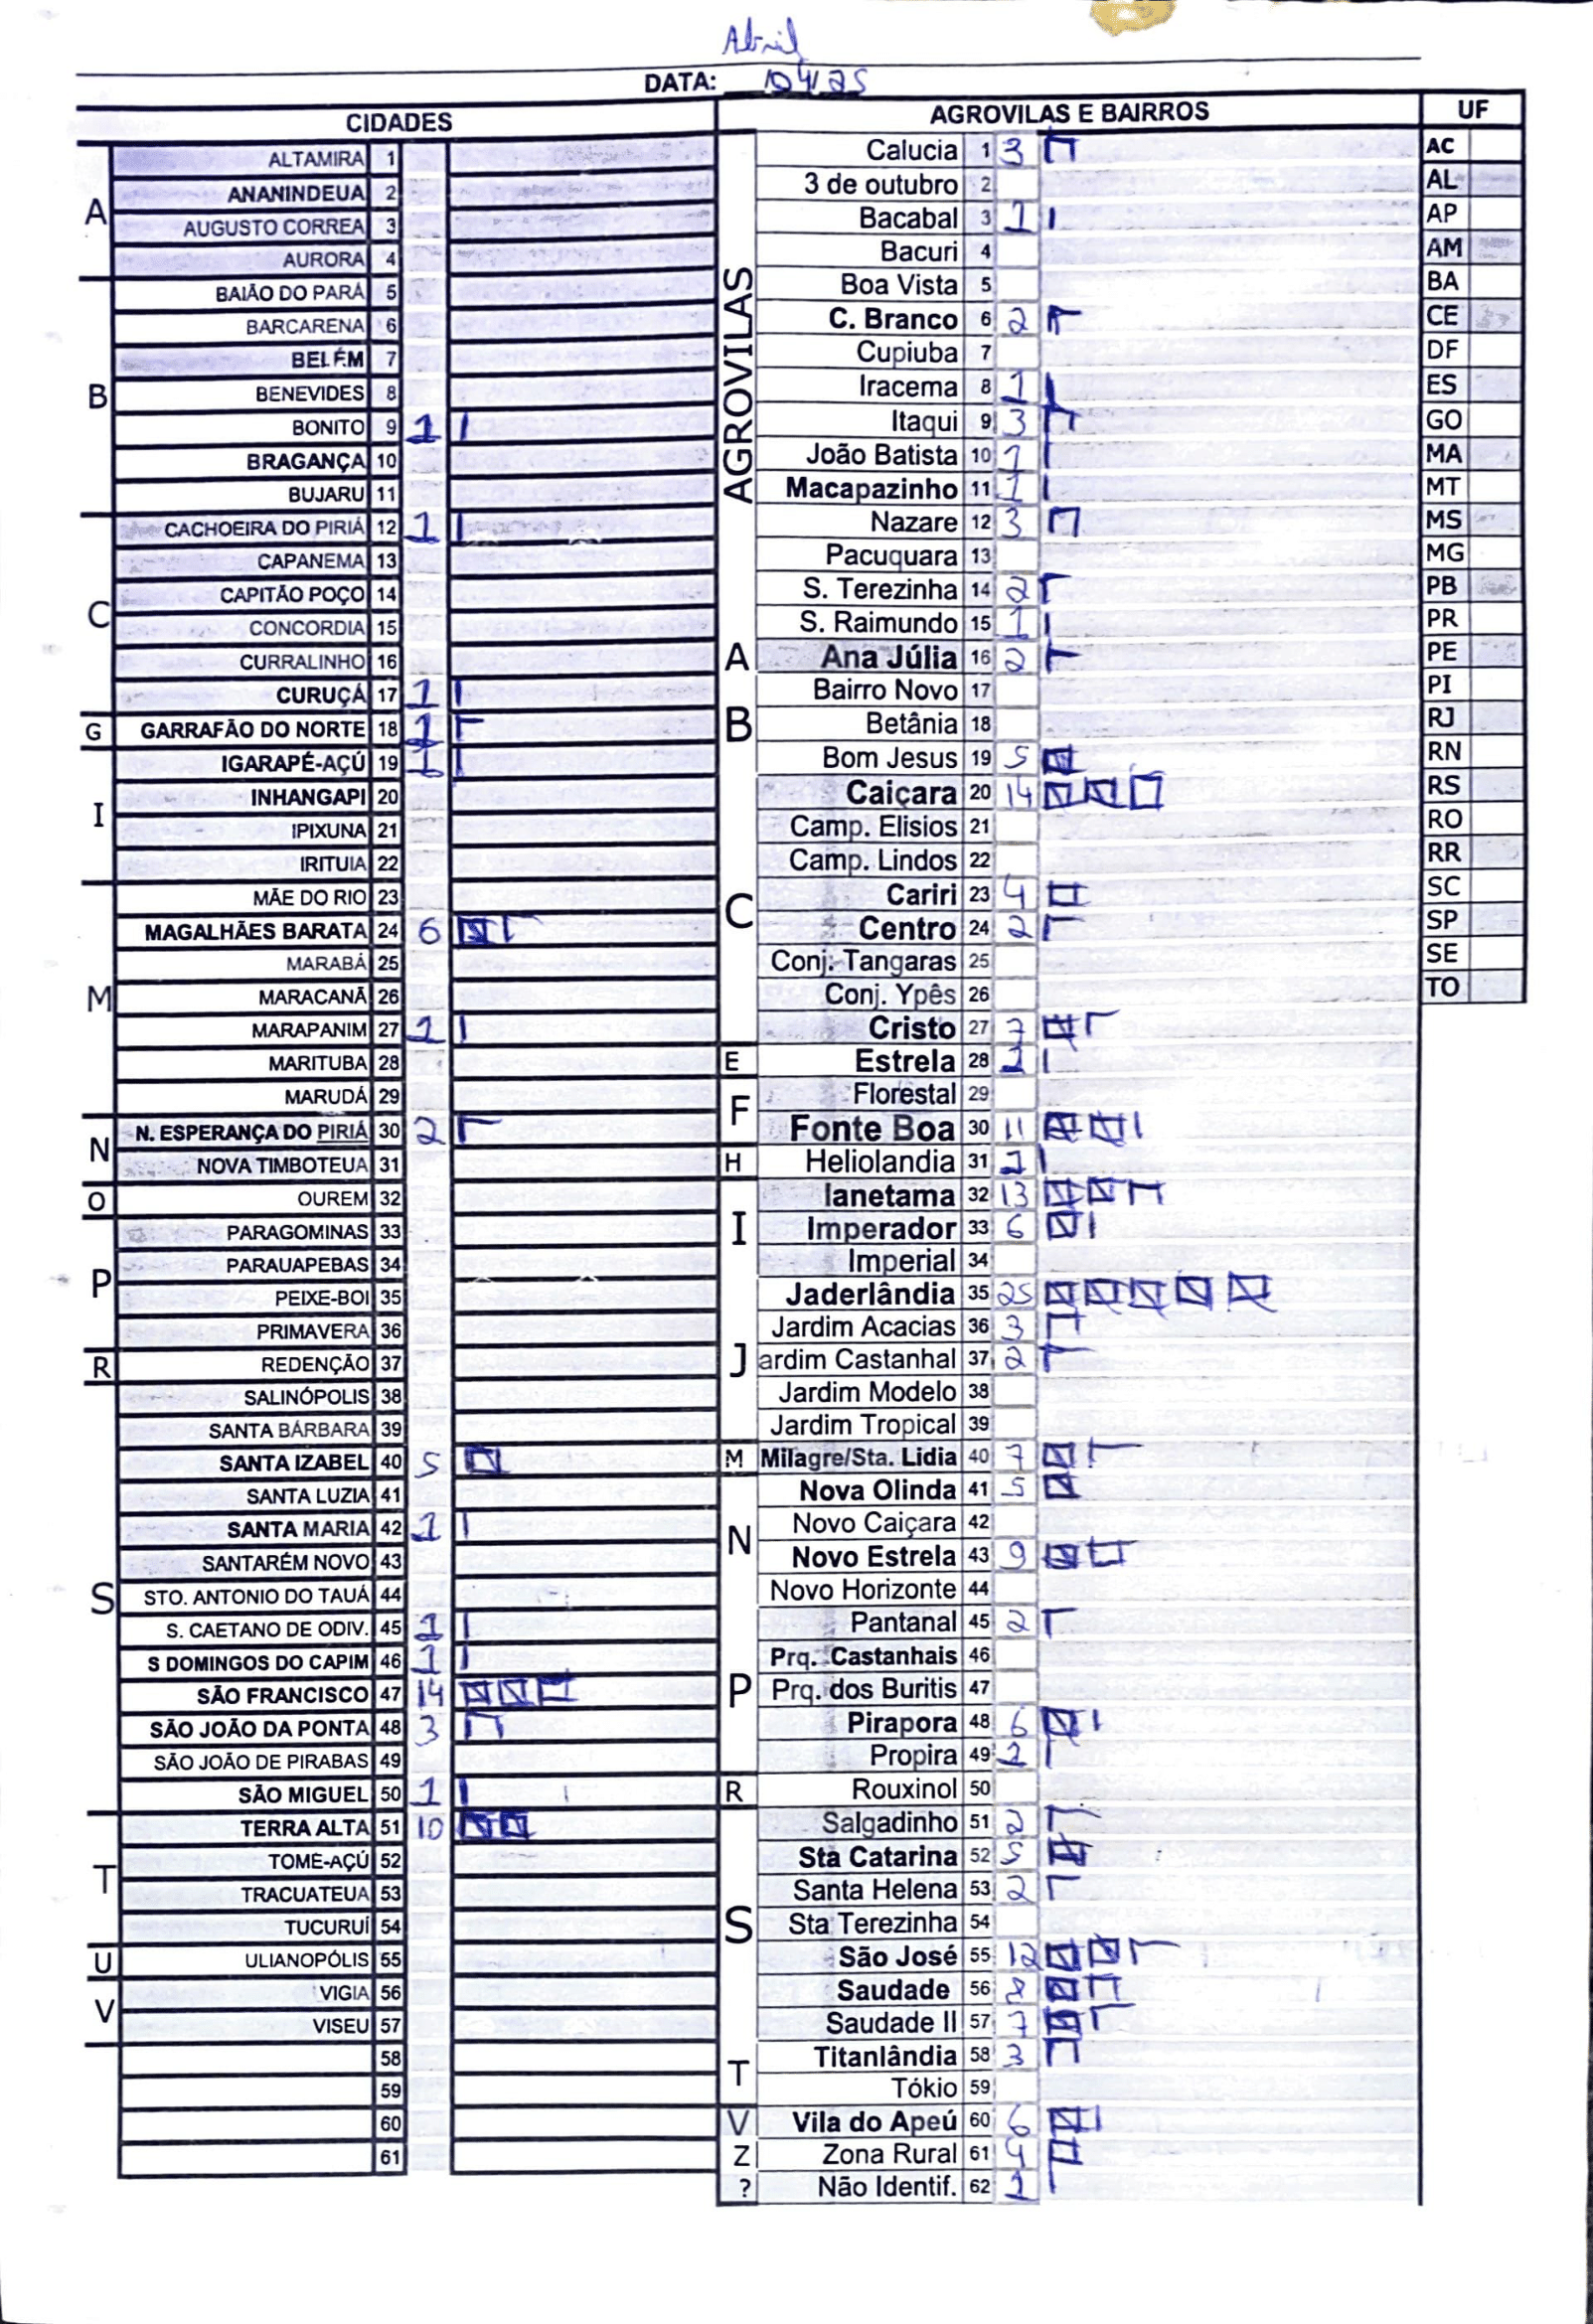 Abril
DATA: 04/25
CIDADES
A
ALTAMIRA 1
ANANINDEUA 2
AUGUSTO CORREA 3
AURORA 4
B
BAIÃO DO PARÁ 5
BARCARENA 6
BELÉM 7
BENEVIDES 8
BONITO 9 1
BRAGANÇA 10
BUJARU 11
C
CACHOEIRA DO PIRIÁ 12 1
CAPANEMA 13
CAPITÃO POÇO 14
CONCORDIA 15
CURRALINHO 16
CURUÇÁ 17 1
G
GARRAFÃO DO NORTE 18 1
I
IGARAPÉ-AÇÚ 19 1
INHANGAPI 20
IPIXUNA 21
IRITUIA 22
M
MÃE DO RIO 23
MAGALHÃES BARATA 24 6
MARABÁ 25
MARACANÃ 26
MARAPANIM 27 1
MARITUBA 28
MARUDÁ 29
N
N. ESPERANÇA DO PIRIÁ 30 2
NOVA TIMBOTEUA 31
O
OUREM 32
P
PARAGOMINAS 33
PARAUAPEBAS 34
PEIXE-BOI 35
PRIMAVERA 36
R
REDENÇÃO 37
S
SALINÓPOLIS 38
SANTA BÁRBARA 39
SANTA IZABEL 40 5
SANTA LUZIA 41
SANTA MARIA 42 1
SANTARÉM NOVO 43
STO. ANTONIO DO TAUÁ 44
S. CAETANO DE ODIV. 45 1
S DOMINGOS DO CAPIM 46 1
SÃO FRANCISCO 47 14
SÃO JOÃO DA PONTA 48 3
SÃO JOÃO DE PIRABAS 49
SÃO MIGUEL 50 1
T
TERRA ALTA 51 10
TOME-AÇÚ 52
TRACUATEUA 53
TUCURUÍ 54
U
ULIANOPÓLIS 55
V
VIGIA 56
VISEU 57
58
59
60
61
AGROVILAS E BAIRROS
AGROVILAS
Calucia 1 3
3 de outubro 2
Bacabal 3 1
Bacuri 4
Boa Vista 5
C. Branco 6 2
Cupiuba 7
Iracema 8 1
Itaqui 9 3
João Batista 10 1
Macapazinho 11 1
Nazare 12 3
Pacuquara 13
S. Terezinha 14 2
S. Raimundo 15 1
A
Ana Júlia 16 2
B
Bairro Novo 17
Betânia 18
Bom Jesus 19 5
C
Caiçara 20 14
Camp. Elisios 21
Camp. Lindos 22
Cariri 23 4
Centro 24 2
Conj. Tangaras 25
Conj. Ypês 26
Cristo 27 7
E
Estrela 28 1
F
Florestal 29
Fonte Boa 30 11
H
Heliolandia 31 1
I
Ianetama 32 13
Imperador 33 6
Imperial 34
J
Jaderlândia 35 25
Jardim Acacias 36 3
ardim Castanhal 37 2
Jardim Modelo 38
Jardim Tropical 39
M
Milagre/Sta. Lidia 40 7
N
Nova Olinda 41 5
Novo Caiçara 42
Novo Estrela 43 9
Novo Horizonte 44
P
Pantanal 45 2
Prq. Castanhais 46
Prq. dos Buritis 47
Pirapora 48 6
Propira 49 1
R
Rouxinol 50
S
Salgadinho 51 2
Sta Catarina 52 5
Santa Helena 53 2
Sta Terezinha 54
São José 55 12
Saudade 56 8
Saudade II 57 7
T
Titanlândia 58 3
Tókio 59
V
Vila do Apeú 60 6
Z
Zona Rural 61 4
?
Não Identif. 62 1
UF
AC
AL
AP
AM
BA
CE
DF
ES
GO
MA
MT
MS
MG
PB
PR
PE
PI
RJ
RN
RS
RO
RR
SC
SP
SE
TO